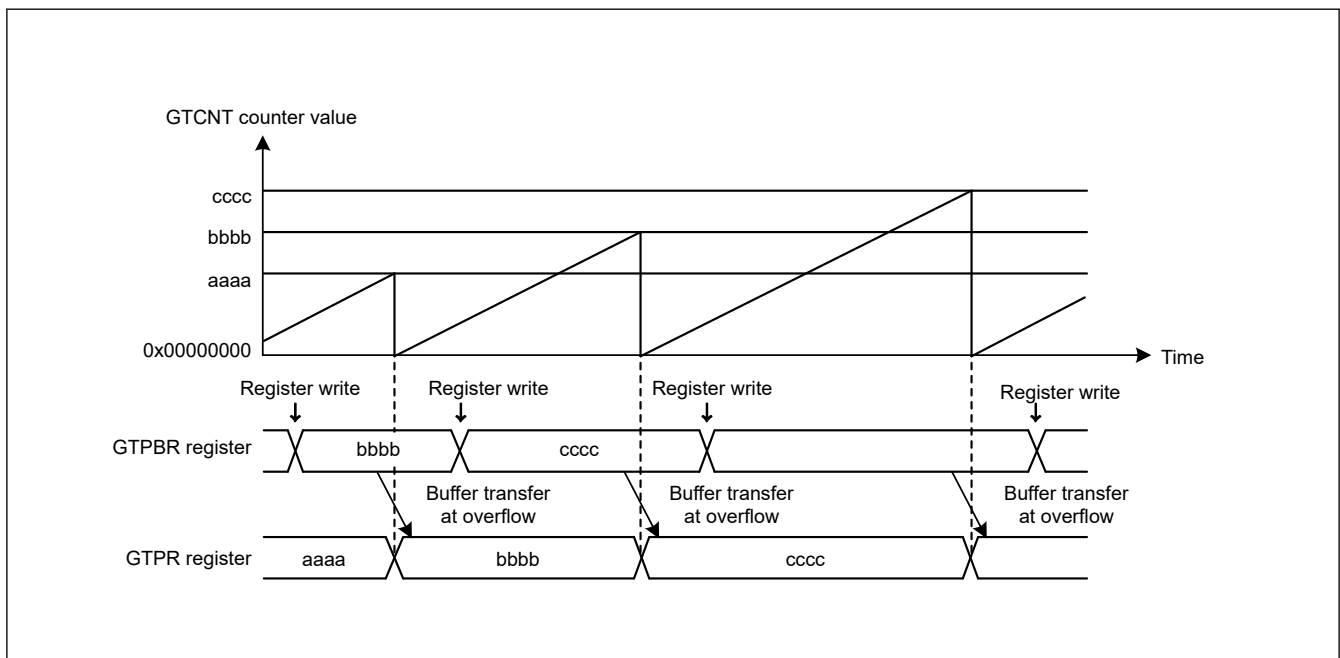 GTCNT counter value
cccc
bbbb
aaaa
0x00000000
Time
Register write
Register write
Register write
Register write
GTPBR register
bbbb
cccc
Buffer transfer
at overflow
Buffer transfer
at overflow
Buffer transfer
at overflow
GTPR register
aaaa
bbbb
cccc